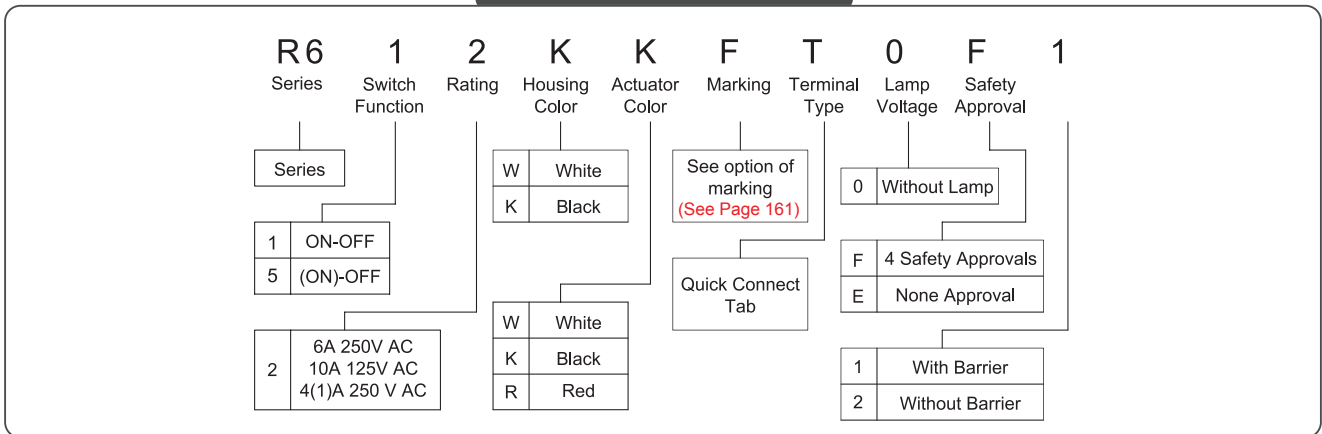 R6 1 2 K K F T 0 F 1
Series Switch Rating Housing Actuator Marking Terminal Lamp Safety
Function Color Color Type Voltage Approval
Series
1 ON-OFF
5 (ON)-OFF
2 6A 250V AC
10A 125V AC
4(1)A 250 V AC
W White
K Black
W White
K Black
R Red
See option of
marking
(See Page 161)
Quick Connect
Tab
0 Without Lamp
F 4 Safety Approvals
E None Approval
1 With Barrier
2 Without Barrier